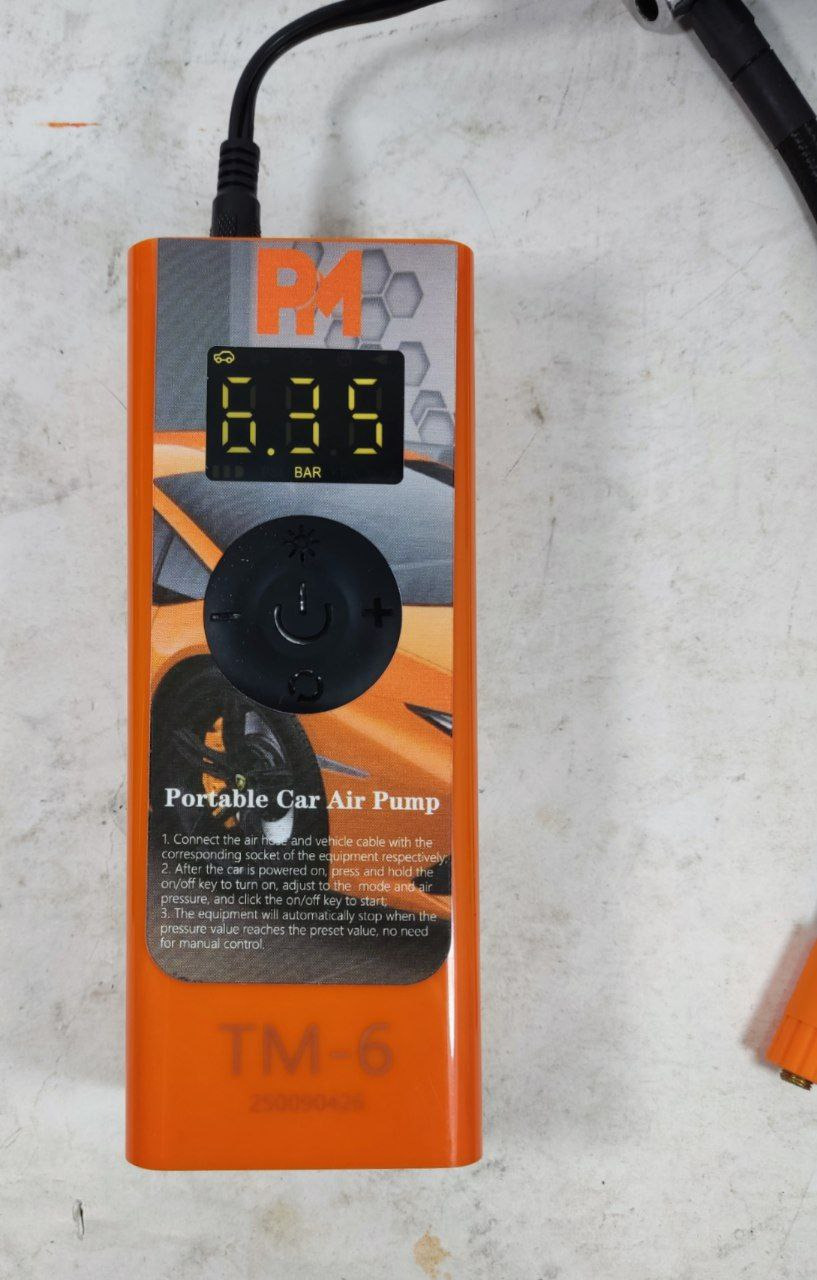 PM
6.35
BAR
Portable Car Air Pump
1. Connect the air hose and vehicle cable with the
corresponding socket of the equipment respectively;
2. After the car is powered on, press and hold the
on/off key to turn on, adjust to the mode and air
pressure, and click the on/off key to start;
3. The equipment will automatically stop when the
pressure value reaches the preset value, no need
for manual control.
TM-6
250090426